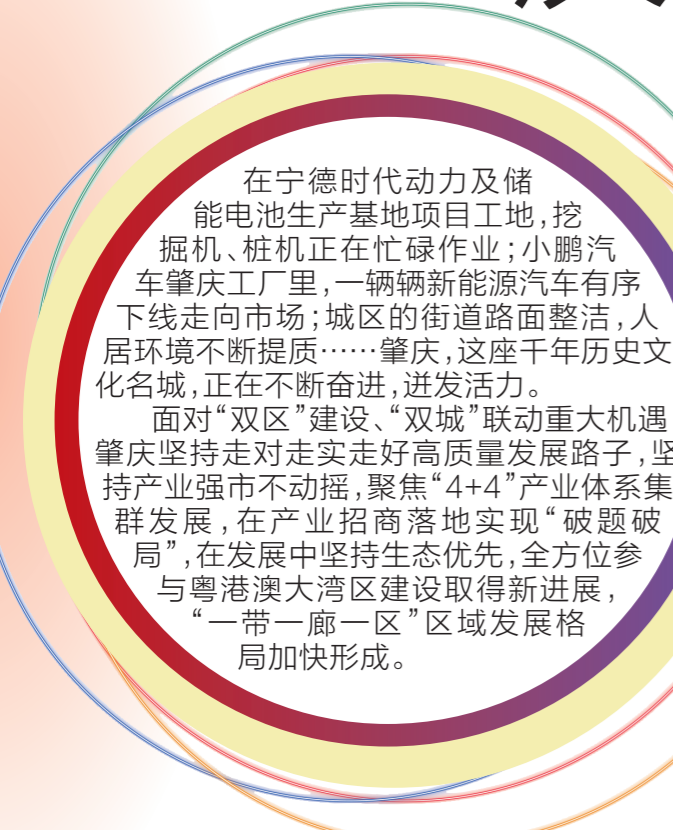 在宁德时代动力及储
能电池生产基地项目工地,挖
掘机、桩机正在忙碌作业;小鹏汽
车肇庆工厂里,一辆辆新能源汽车有序
下线走向市场;城区的街道路面整洁,人
居环境不断提质……肇庆,这座千年历史文
化名城,正在不断奋进,迸发活力。
面对“双区”建设、“双城”联动重大机遇
肇庆坚持走对走实走好高质量发展路子,坚
持产业强市不动摇,聚焦“4+4”产业体系集
群发展,在产业招商落地实现“破题破
局”,在发展中坚持生态优先,全方位参
与粤港澳大湾区建设取得新进展,
“一带一廊一区”区域发展格
局加快形成。